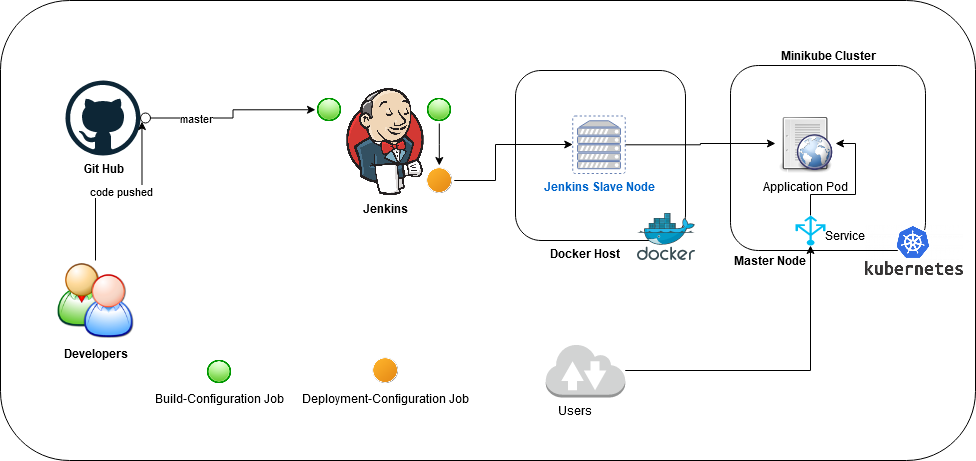 Minikube Cluster
master
Git Hub
code pushed
Jenkins
Jenkins Slave Node
Application Pod
Service
Docker Host
docker
Master Node
kubernetes
Developers
Build-Configuration Job
Deployment-Configuration Job
Users